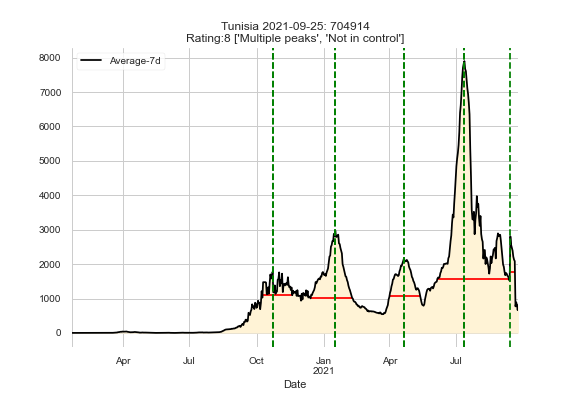 Tunisia 2021-09-25: 704914
Rating:8 ['Multiple peaks', 'Not in control']
Average-7d
8000
7000
6000
5000
4000
3000
2000
1000
0
Apr Jul Oct Jan Apr Jul
2021
Date